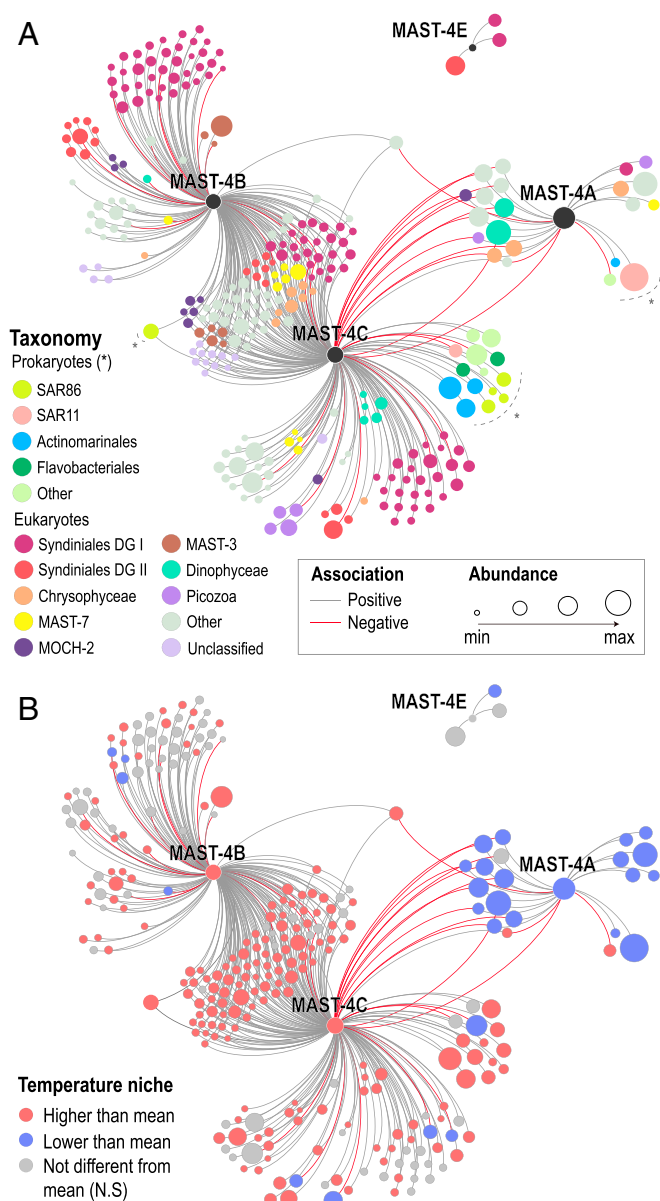 A
MAST-4E
MAST-4B
MAST-4A
MAST-4C
*
*
*
Taxonomy
Prokaryotes (*)
SAR86
SAR11
Actinomarinales
Flavobacteriales
Other
Eukaryotes
Syndiniales DG I
Syndiniales DG II
Chrysophyceae
MAST-7
MOCH-2
MAST-3
Dinophyceae
Picozoa
Other
Unclassified
Association
Positive
Negative
Abundance
min max
B
MAST-4E
MAST-4B
MAST-4A
MAST-4C
Temperature niche
Higher than mean
Lower than mean
Not different from
mean (N.S)